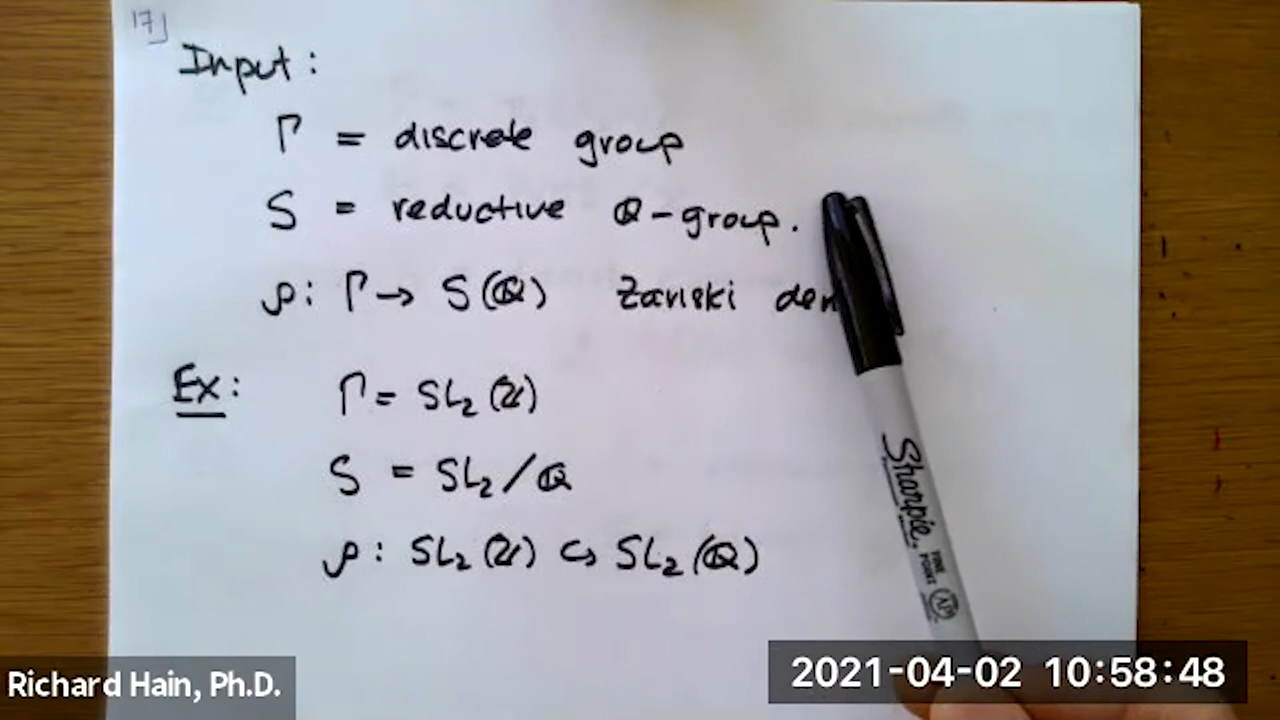 17]
Input:
Γ = discrete group
S = reductive ℚ-group.
ρ: Γ → S(ℚ) Zariski den
Ex: Γ = SL₂(ℤ)
S = SL₂/ℚ
ρ: SL₂(ℤ) ↪ SL₂(ℚ)
Sharpie.
FINE POINT
AP
Richard Hain, Ph.D.
2021-04-02 10:58:48